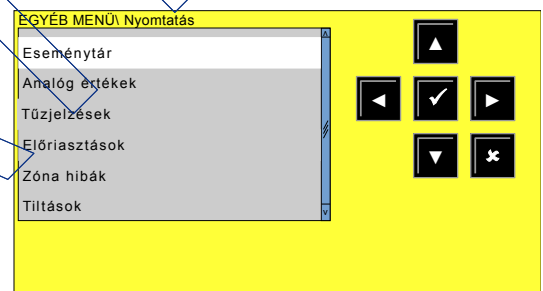 EGYÉB MENÜ\ Nyomtatás
Eseménytár
Analóg értékek
Tűzjelzések
Előriasztások
Zóna hibák
Tiltások